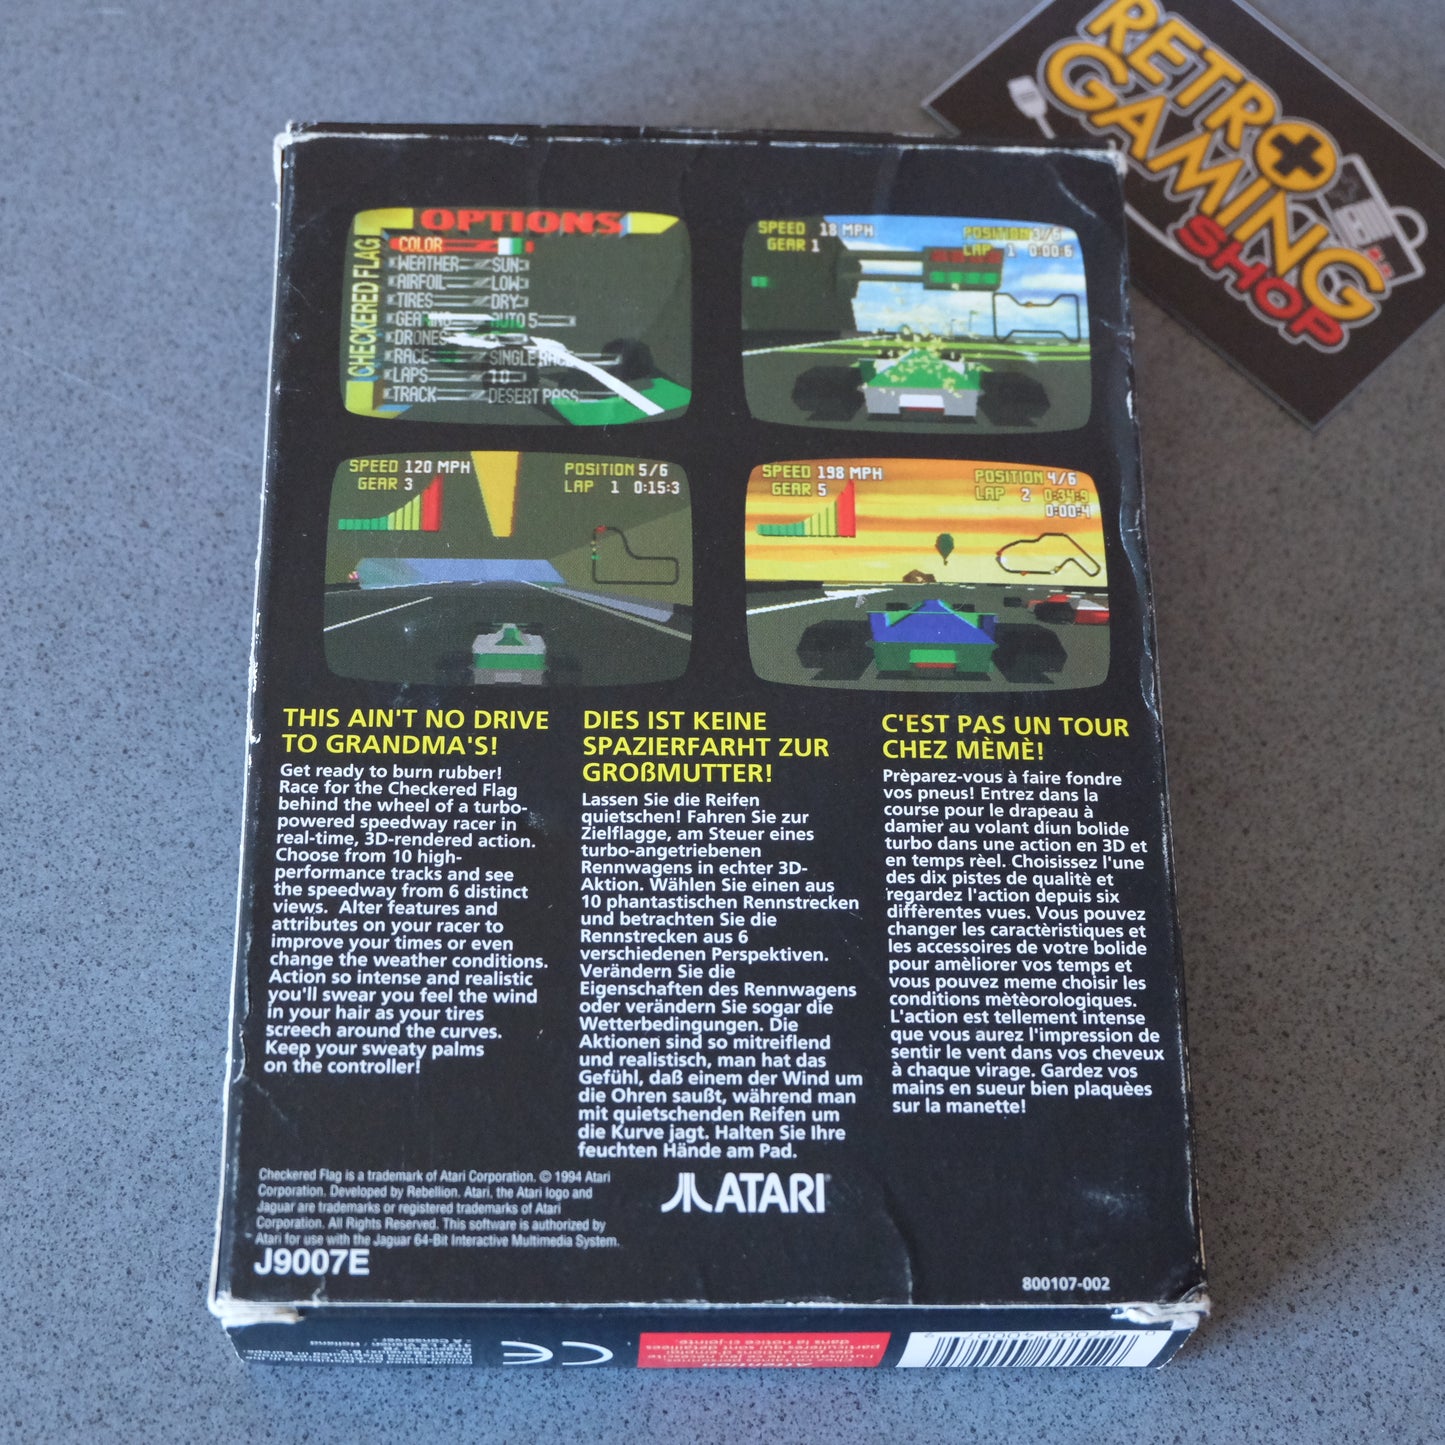 RETRO
GAMING
SHOP
OPTIONS
CHECKERED FLAG
COLOR
WEATHER SUN
AIRFOIL LOW
TIRES DRY
GEARING AUTO 5
DRONES
RACE SINGLE RACE
LAPS 10
TRACK DESERT PASS
SPEED 18 MPH
GEAR 1
POSITION 3/6
LAP 1 0:00:6
SPEED 120 MPH
GEAR 3
POSITION 5/6
LAP 1 0:15:3
SPEED 198 MPH
GEAR 5
POSITION 4/6
LAP 2 0:34:9
0:00:4
THIS AIN'T NO DRIVE
TO GRANDMA'S!
Get ready to burn rubber!
Race for the Checkered Flag
behind the wheel of a turbo-
powered speedway racer in
real-time, 3D-rendered action.
Choose from 10 high-
performance tracks and see
the speedway from 6 distinct
views. Alter features and
attributes on your racer to
improve your times or even
change the weather conditions.
Action so intense and realistic
you'll swear you feel the wind
in your hair as your tires
screech around the curves.
Keep your sweaty palms
on the controller!
DIES IST KEINE
SPAZIERFARHT ZUR
GROßMUTTER!
Lassen Sie die Reifen
quietschen! Fahren Sie zur
Zielflagge, am Steuer eines
turbo-angetriebenen
Rennwagens in echter 3D-
Aktion. Wählen Sie einen aus
10 phantastischen Rennstrecken
und betrachten Sie die
Rennstrecken aus 6
verschiedenen Perspektiven.
Verändern Sie die
Eigenschaften des Rennwagens
oder verändern Sie sogar die
Wetterbedingungen. Die
Aktionen sind so mitreiflend
und realistisch, man hat das
Gefühl, daß einem der Wind um
die Ohren saußt, während man
mit quietschenden Reifen um
die Kurve jagt. Halten Sie Ihre
feuchten Hände am Pad.
C'EST PAS UN TOUR
CHEZ MÈMÈ!
Prèparez-vous à faire fondre
vos pneus! Entrez dans la
course pour le drapeau à
damier au volant diun bolide
turbo dans une action en 3D et
en temps rèel. Choisissez l'une
des dix pistes de qualitè et
regardez l'action depuis six
diffèrentes vues. Vous pouvez
changer les caractèristiques et
les accessoires de votre bolide
pour amèliorer vos temps et
vous pouvez meme choisir les
conditions mètèorologiques.
L'action est tellement intense
que vous aurez l'impression de
sentir le vent dans vos cheveux
à chaque virage. Gardez vos
mains en sueur bien plaquèes
sur la manette!
Checkered Flag is a trademark of Atari Corporation. © 1994 Atari
Corporation. Developed by Rebellion. Atari, the Atari logo and
Jaguar are trademarks or registered trademarks of Atari
Corporation. All Rights Reserved. This software is authorized by
Atari for use with the Jaguar 64-Bit Interactive Multimedia System.
J9007E
ATARI
800107-002
CE